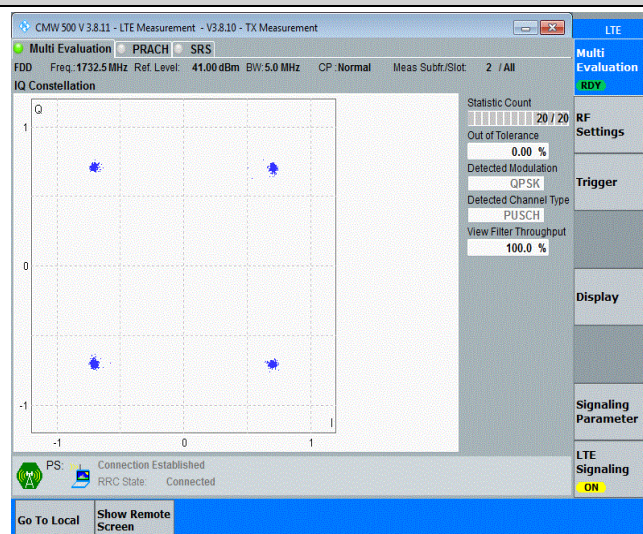 CMW 500 V 3.8.11 - LTE Measurement - V3.8.10 - TX Measurement
LTE
Multi Evaluation PRACH SRS
Multi
Evaluation
RDY
FDD Freq.:1732.5 MHz Ref. Level: 41.00 dBm BW:5.0 MHz CP :Normal Meas Subfr./Slot: 2 / All
IQ Constellation
Q
1
0
-1
-1
0
1
I
Statistic Count
20 / 20
Out of Tolerance
0.00 %
Detected Modulation
QPSK
Detected Channel Type
PUSCH
View Filter Throughput
100.0 %
RF
Settings
Trigger
Display
Signaling
Parameter
LTE
Signaling
ON
PS: Connection Established
RRC State: Connected
Go To Local
Show Remote
Screen